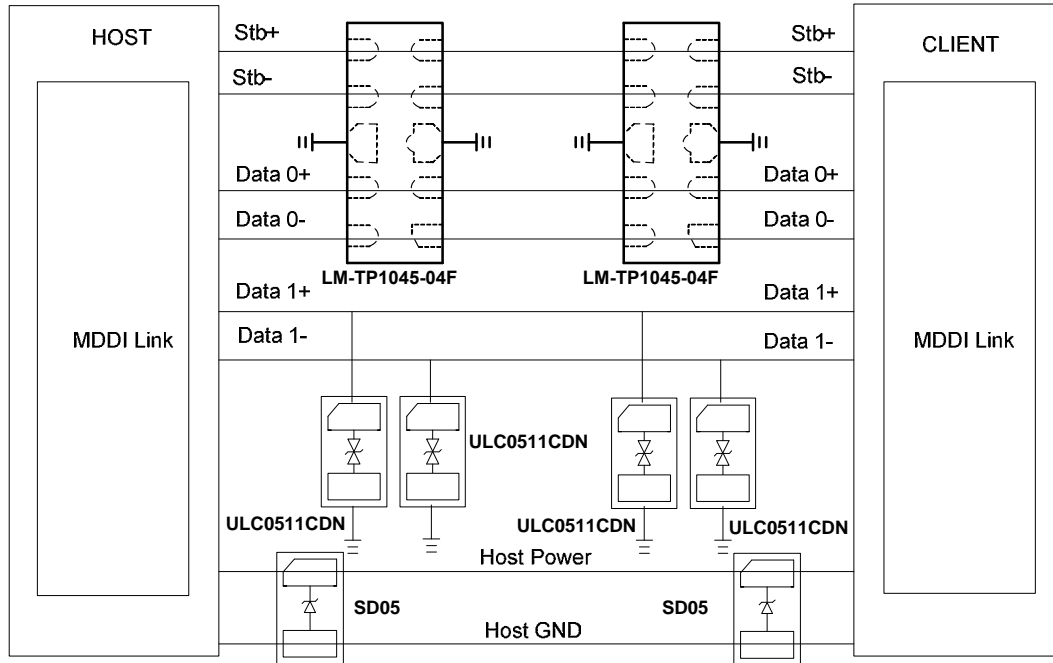 HOST
Stb+
Stb+
CLIENT
Stb-
Stb-
Data 0+
Data 0+
Data 0-
Data 0-
LM-TP1045-04F
LM-TP1045-04F
Data 1+
Data 1+
MDDI Link
Data 1-
Data 1-
MDDI Link
ULC0511CDN
ULC0511CDN
ULC0511CDN
ULC0511CDN
Host Power
SD05
SD05
Host GND